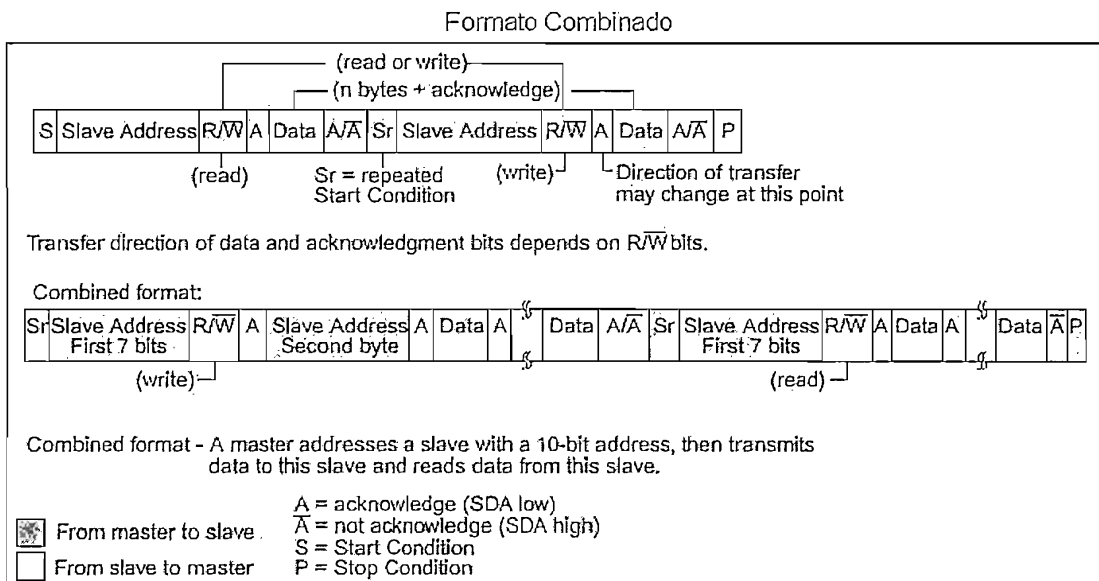 Formato Combinado
(read or write)
(n bytes + acknowledge)
S Slave Address R/W̅ A Data A/A̅ Sr Slave Address R/W̅ A Data A/A̅ P
(read) Sr = repeated (write) Direction of transfer
Start Condition may change at this point
Transfer direction of data and acknowledgment bits depends on R/W̅ bits.
Combined format:
Sr Slave Address R/W̅ A Slave Address A Data A Data A/A̅ Sr Slave Address R/W̅ A Data A Data A̅ P
First 7 bits Second byte First 7 bits
(write) (read)
Combined format - A master addresses a slave with a 10-bit address, then transmits
data to this slave and reads data from this slave.
A = acknowledge (SDA low)
From master to slave A̅ = not acknowledge (SDA high)
S = Start Condition
From slave to master P = Stop Condition